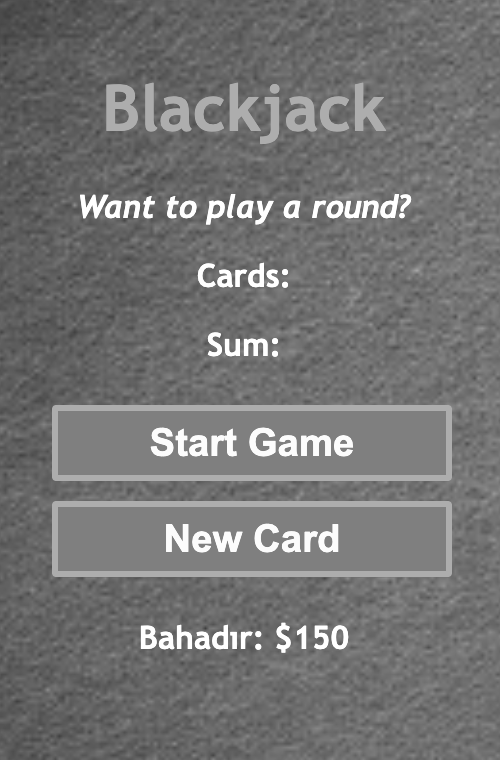 Blackjack
Want to play a round?
Cards:
Sum:
Start Game
New Card
Bahadır: $150